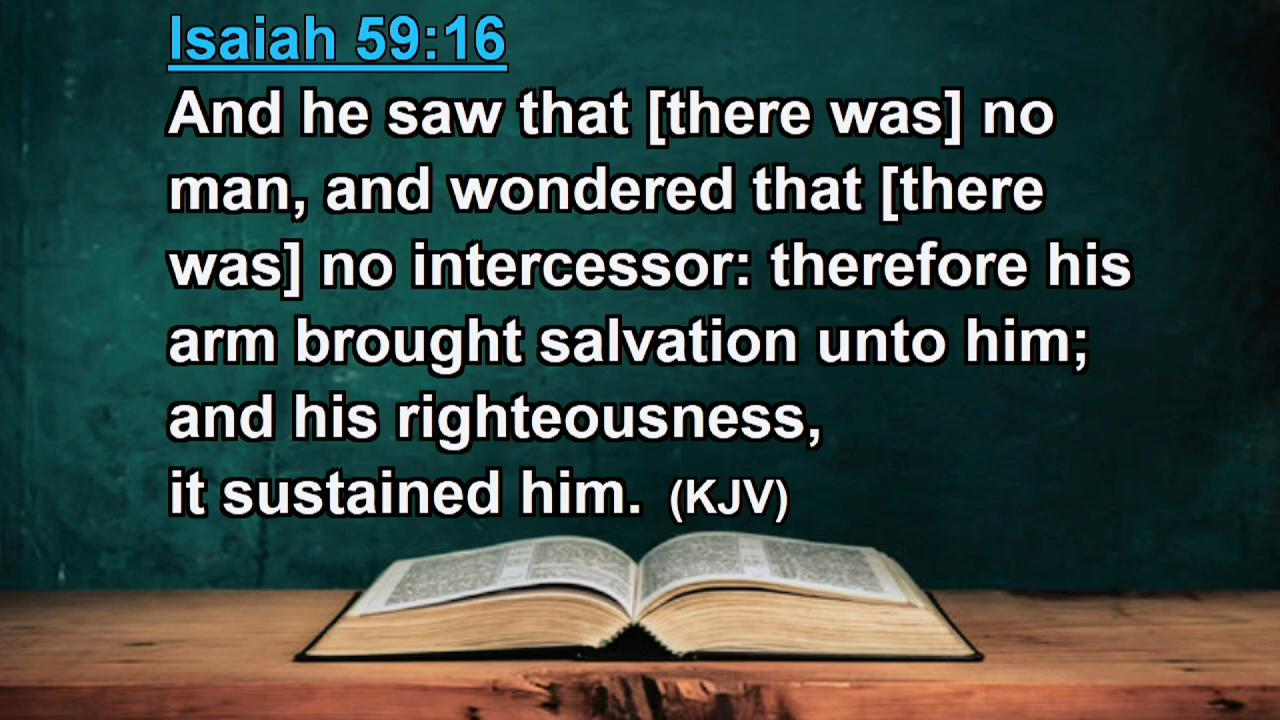 Isaiah 59:16
And he saw that [there was] no
man, and wondered that [there
was] no intercessor: therefore his
arm brought salvation unto him;
and his righteousness,
it sustained him. (KJV)